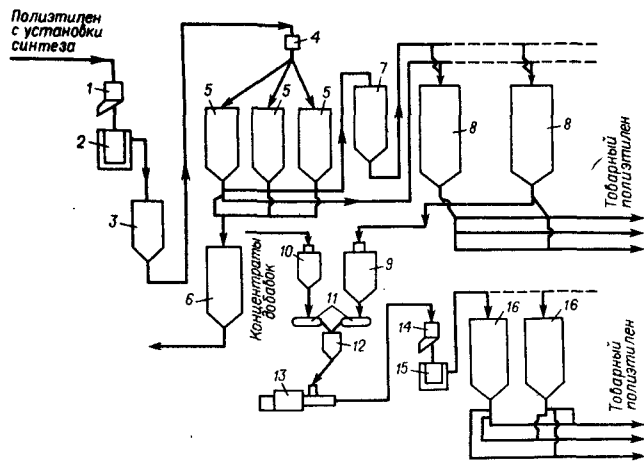 Полиэтилен
с установки
синтеза
1
2
3
4
5
5
5
6
7
8
8
Товарный
полиэтилен
Концентраты
добавок
10
9
11
12
13
14
15
16
16
Товарный
полиэтилен